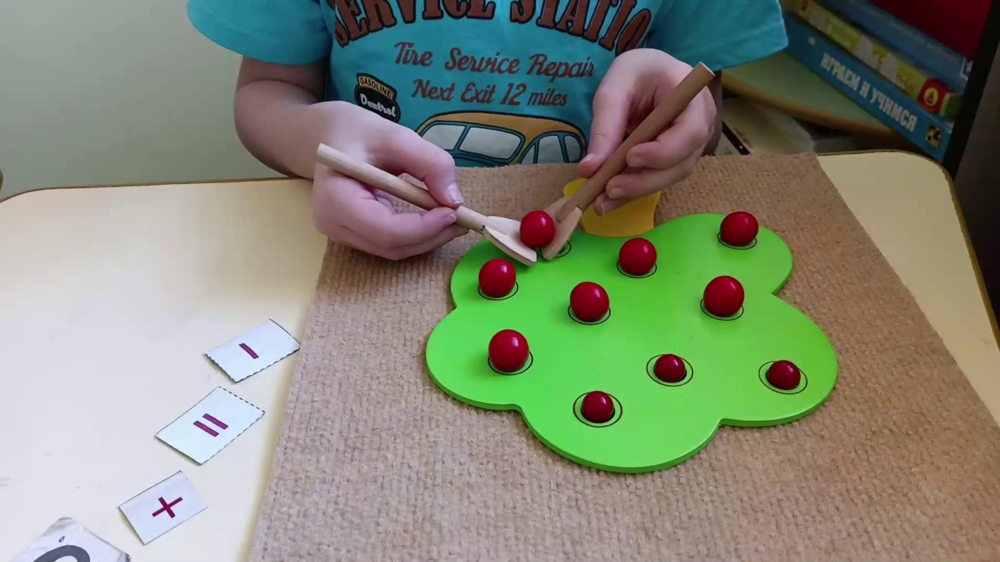 SERVICE STATIO
Tire Service Repair
Next Exit 12 miles
GASOLINE
Dextrol
ИГРАЕМ И УЧИМСЯ
-
=
+